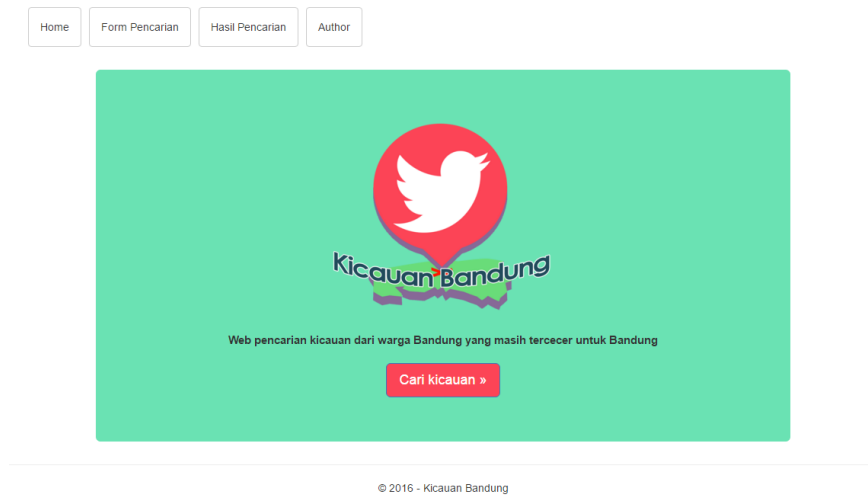 Home Form Pencarian Hasil Pencarian Author
Kicauan Bandung
Web pencarian kicauan dari warga Bandung yang masih tercecer untuk Bandung
Cari kicauan »
© 2016 - Kicauan Bandung